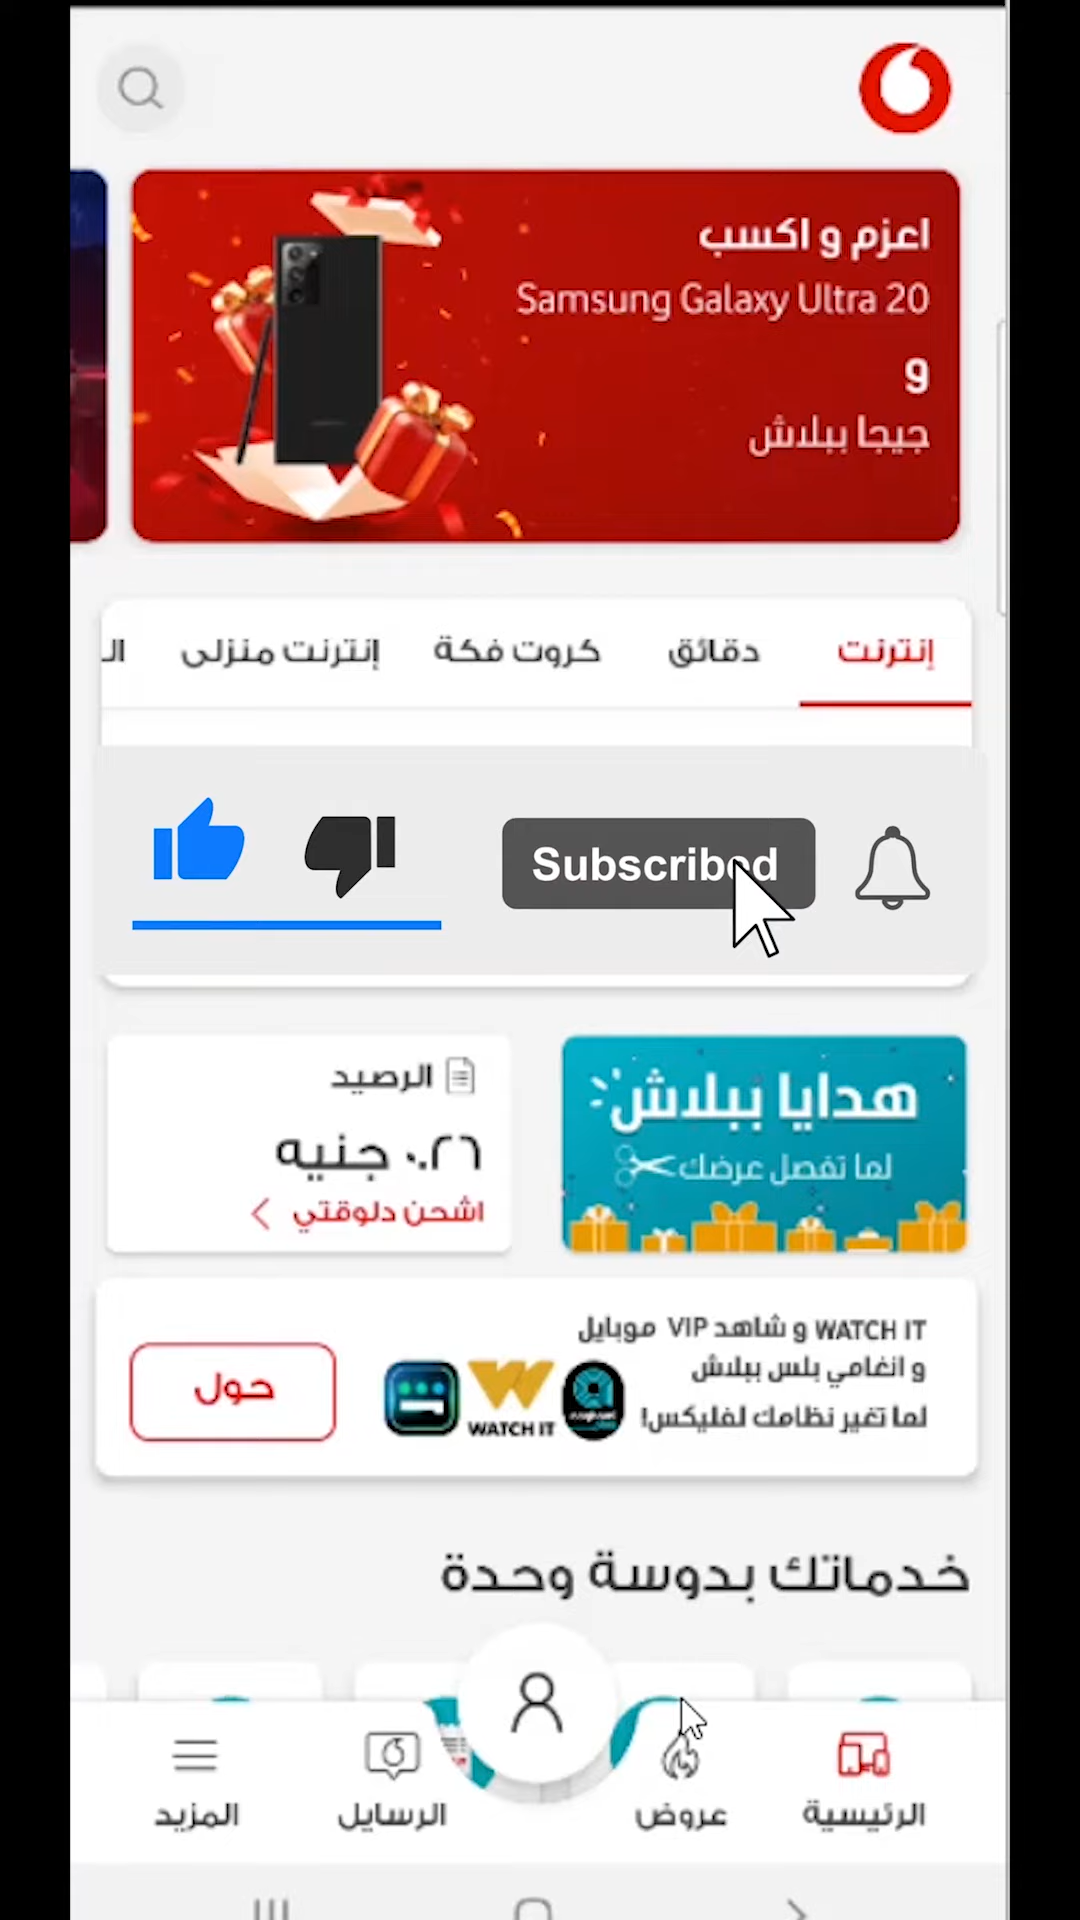 اعزم و اكسب
Samsung Galaxy Ultra 20
و
جيجا ببلاش
إنترنت
دقائق
كروت فكة
إنترنت منزلى
الـ
Subscribed
هدايا ببلاش
لما تفصل عرضك
الرصيد
٠.٢٦ جنيه
اشحن دلوقتي
WATCH IT و شاهد VIP موبايل
و انغامي بلس ببلاش
لما تغير نظامك لفليكس!
WATCH IT
حول
خدماتك بدوسة وحدة
الرئيسية
عروض
الرسايل
المزيد